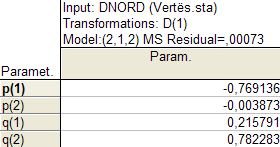 Input: DNORD (Vertës.sta)
Transformations: D(1)
Model:(2,1,2) MS Residual=,00073
Paramet. Param.
p(1) -0,769136
p(2) -0,003873
q(1) 0,215791
q(2) 0,782283